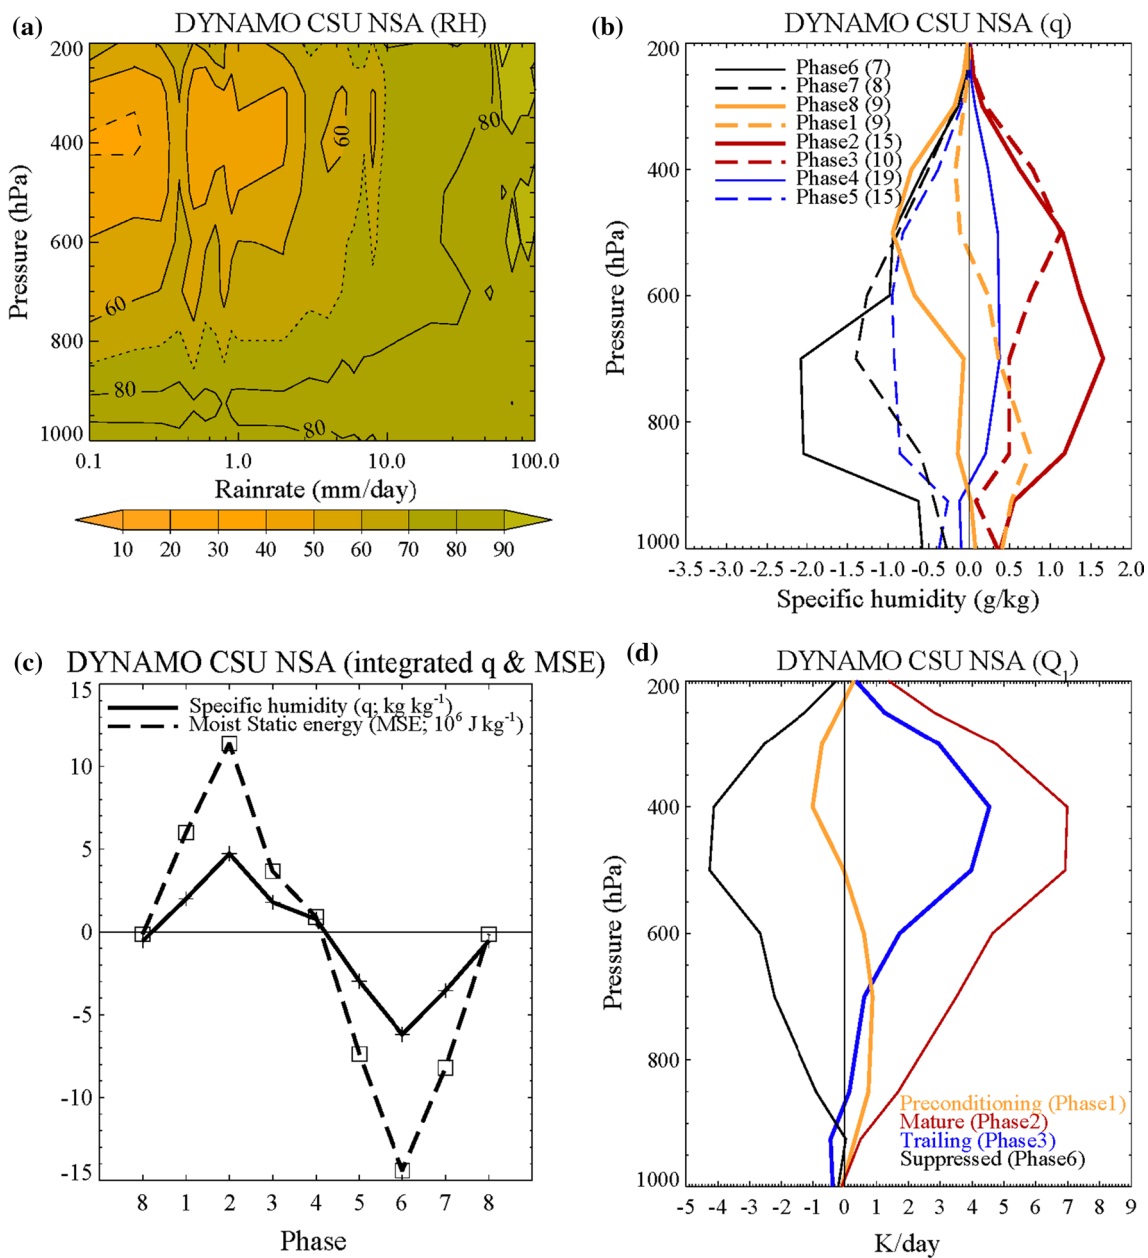 (a) DYNAMO CSU NSA (RH)
200
400
600
800
1000
Pressure (hPa)
60
80
60
80
80
0.1 1.0 10.0 100.0
Rainrate (mm/day)
10 20 30 40 50 60 70 80 90
(b) DYNAMO CSU NSA (q)
Phase6 (7)
Phase7 (8)
Phase8 (9)
Phase1 (9)
Phase2 (15)
Phase3 (10)
Phase4 (19)
Phase5 (15)
200
400
600
800
1000
Pressure (hPa)
-3.5 -3.0 -2.5 -2.0 -1.5 -1.0 -0.5 0.0 0.5 1.0 1.5 2.0
Specific humidity (g/kg)
(c) DYNAMO CSU NSA (integrated q & MSE)
Specific humidity (q; kg kg⁻¹)
Moist Static energy (MSE; 10⁶ J kg⁻¹)
15
10
5
0
-5
-10
-15
8 1 2 3 4 5 6 7 8
Phase
(d) DYNAMO CSU NSA (Q₁)
200
400
600
800
1000
Pressure (hPa)
Preconditioning (Phase1)
Mature (Phase2)
Trailing (Phase3)
Suppressed (Phase6)
-5 -4 -3 -2 -1 0 1 2 3 4 5 6 7 8 9
K/day